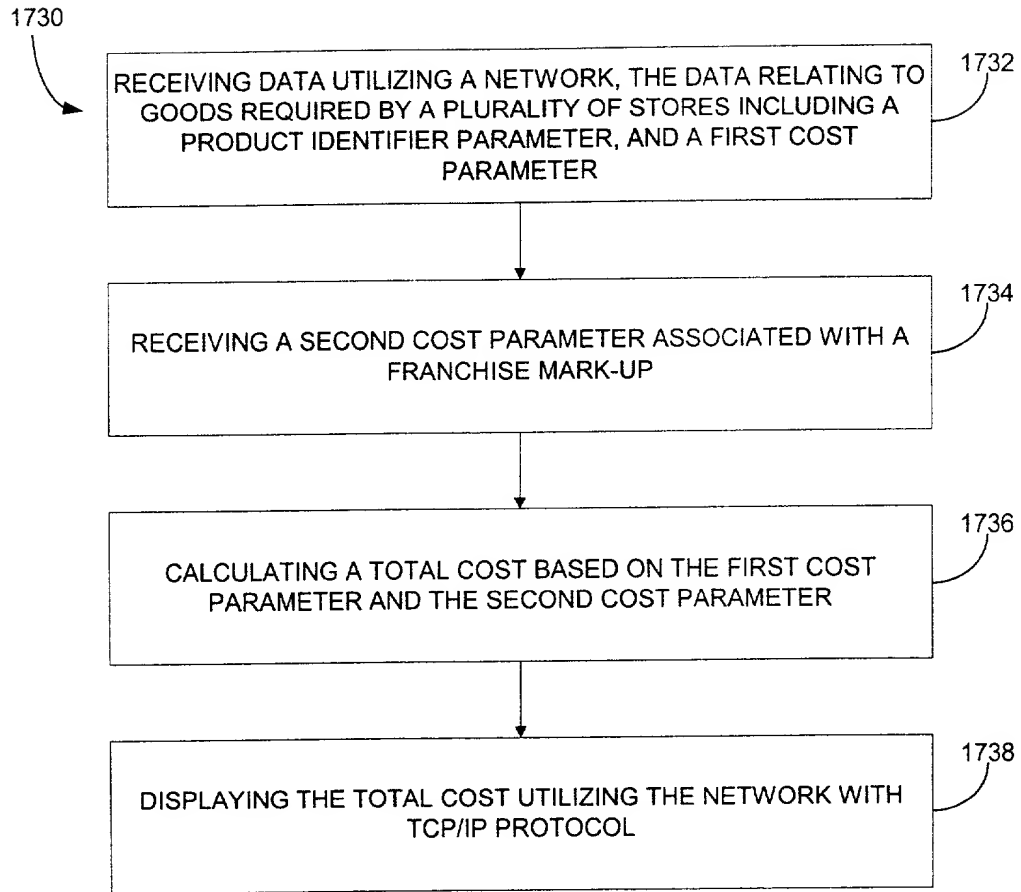 1730
1732
RECEIVING DATA UTILIZING A NETWORK, THE DATA RELATING TO
GOODS REQUIRED BY A PLURALITY OF STORES INCLUDING A
PRODUCT IDENTIFIER PARAMETER, AND A FIRST COST
PARAMETER
1734
RECEIVING A SECOND COST PARAMETER ASSOCIATED WITH A
FRANCHISE MARK-UP
1736
CALCULATING A TOTAL COST BASED ON THE FIRST COST
PARAMETER AND THE SECOND COST PARAMETER
1738
DISPLAYING THE TOTAL COST UTILIZING THE NETWORK WITH
TCP/IP PROTOCOL